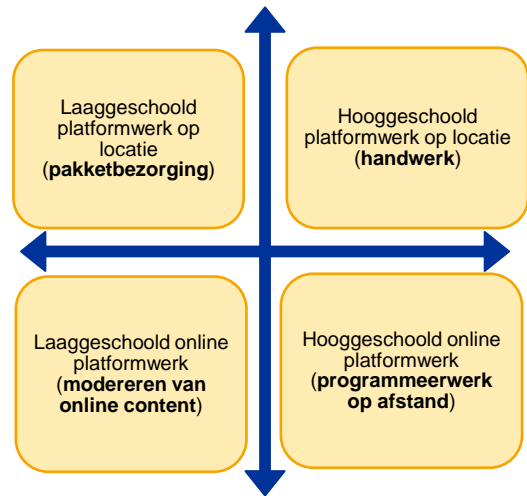 Laaggeschoold
platformwerk op
locatie
(pakketbezorging)
Hooggeschoold
platformwerk op locatie
(handwerk)
Laaggeschoold online
platformwerk
(modereren van
online content)
Hooggeschoold online
platformwerk
(programmeerwerk
op afstand)